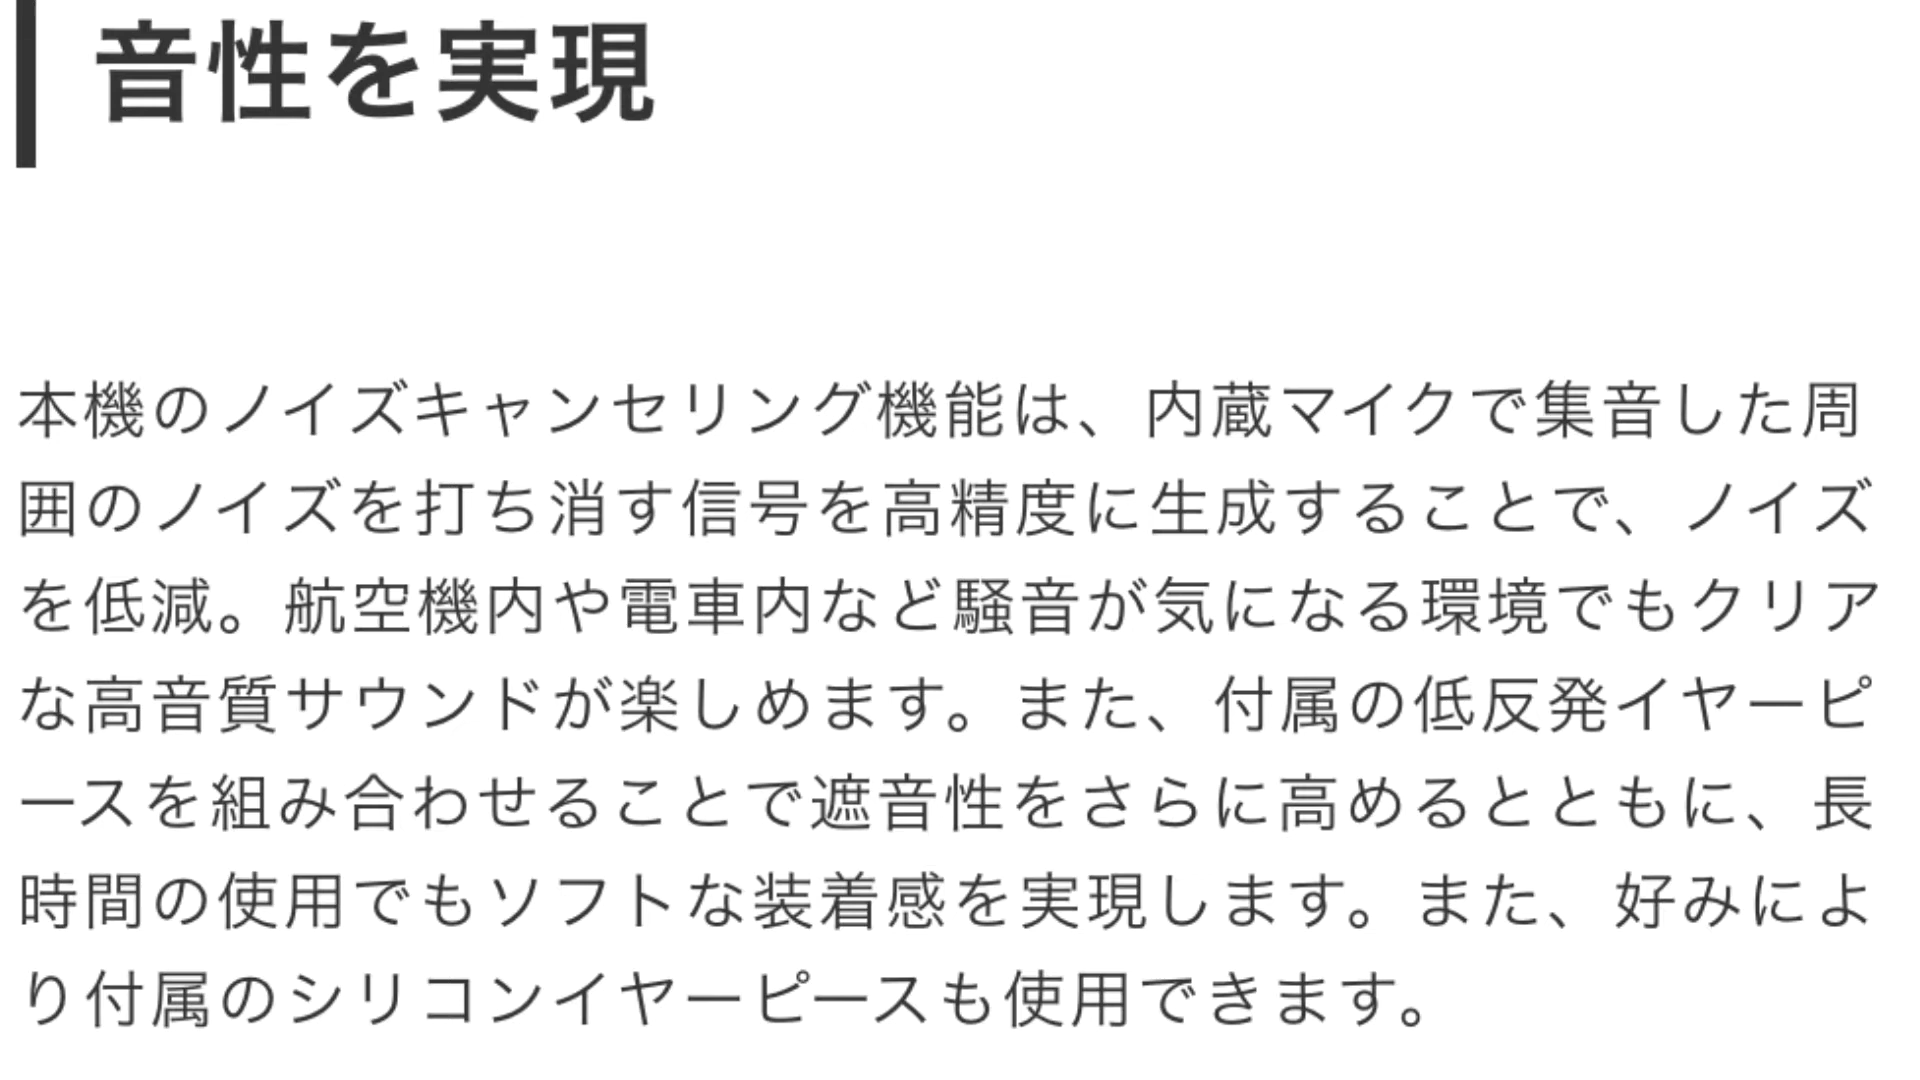 音性を実現
本機のノイズキャンセリング機能は、内蔵マイクで集音した周
囲のノイズを打ち消す信号を高精度に生成することで、ノイズ
を低減。航空機内や電車内など騒音が気になる環境でもクリア
な高音質サウンドが楽しめます。また、付属の低反発イヤーピ
ースを組み合わせることで遮音性をさらに高めるとともに、長
時間の使用でもソフトな装着感を実現します。また、好みによ
り付属のシリコンイヤーピースも使用できます。